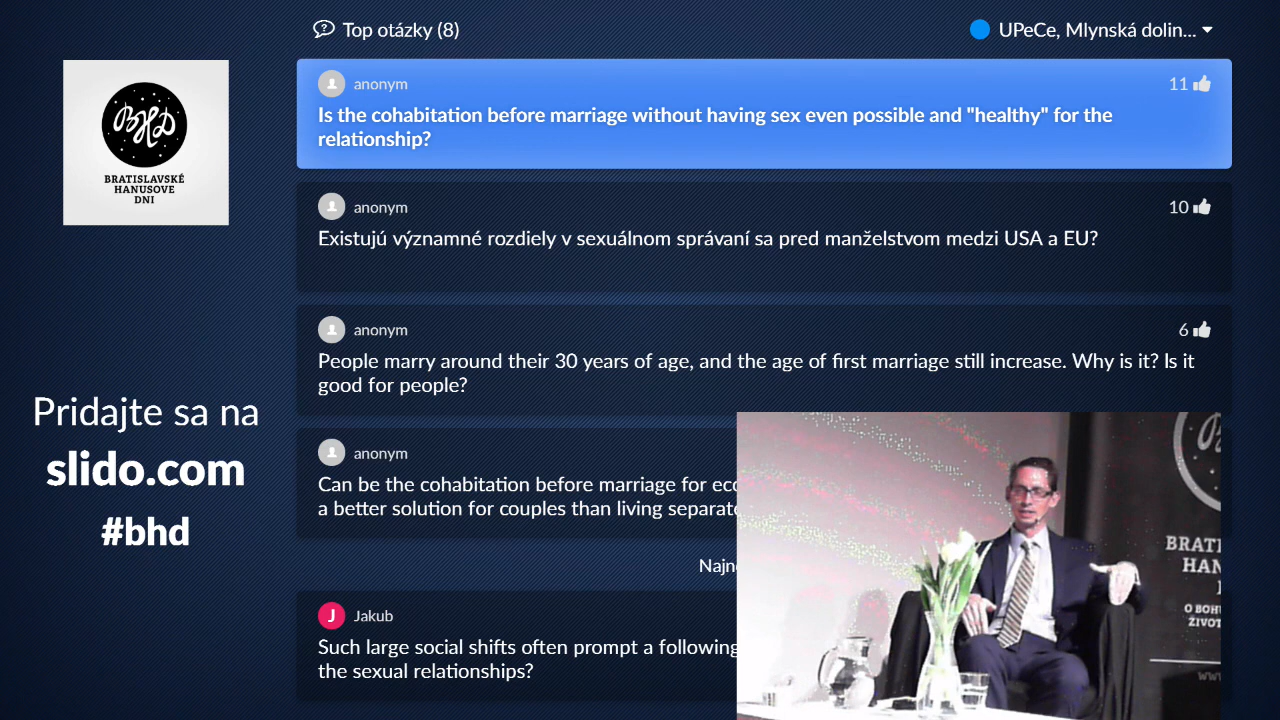 Top otázky (8)
UPeCe, Mlynská dolin...
BHD
BRATISLAVSKÉ
HANUSOVE
DNI
anonym
11
Is the cohabitation before marriage without having sex even possible and "healthy" for the
relationship?
anonym
10
Existujú významné rozdiely v sexuálnom správaní sa pred manželstvom medzi USA a EU?
anonym
6
People marry around their 30 years of age, and the age of first marriage still increase. Why is it? Is it
good for people?
Pridajte sa na
slido.com
#bhd
anonym
Can be the cohabitation before marriage for eco
a better solution for couples than living separate
Najn
J
Jakub
Such large social shifts often prompt a following
the sexual relationships?
BRATI
HAN
O BOHU
ŽIVOT
WWW